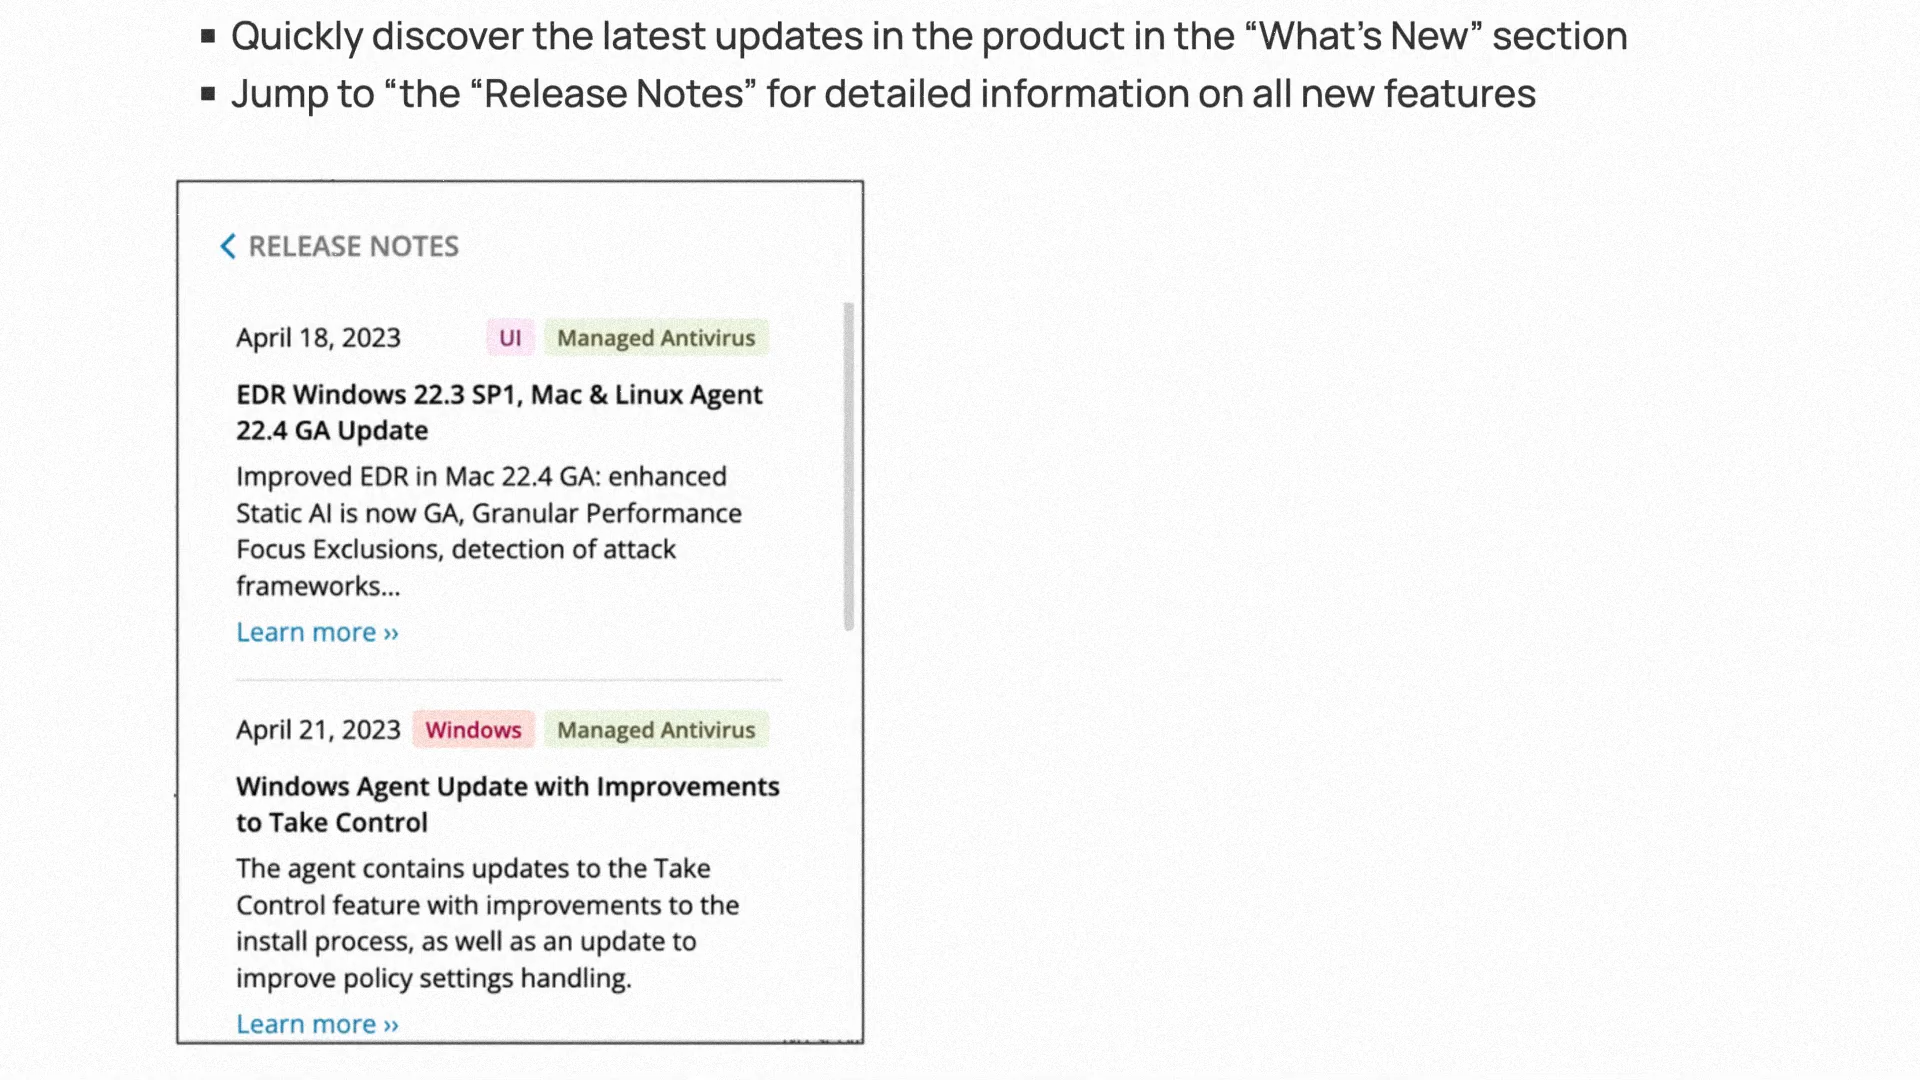 ▪ Quickly discover the latest updates in the product in the “What’s New” section
▪ Jump to “the “Release Notes” for detailed information on all new features
RELEASE NOTES
April 18, 2023 UI Managed Antivirus
EDR Windows 22.3 SP1, Mac & Linux Agent
22.4 GA Update
Improved EDR in Mac 22.4 GA: enhanced
Static AI is now GA, Granular Performance
Focus Exclusions, detection of attack
frameworks...
Learn more ››
April 21, 2023 Windows Managed Antivirus
Windows Agent Update with Improvements
to Take Control
The agent contains updates to the Take
Control feature with improvements to the
install process, as well as an update to
improve policy settings handling.
Learn more ››